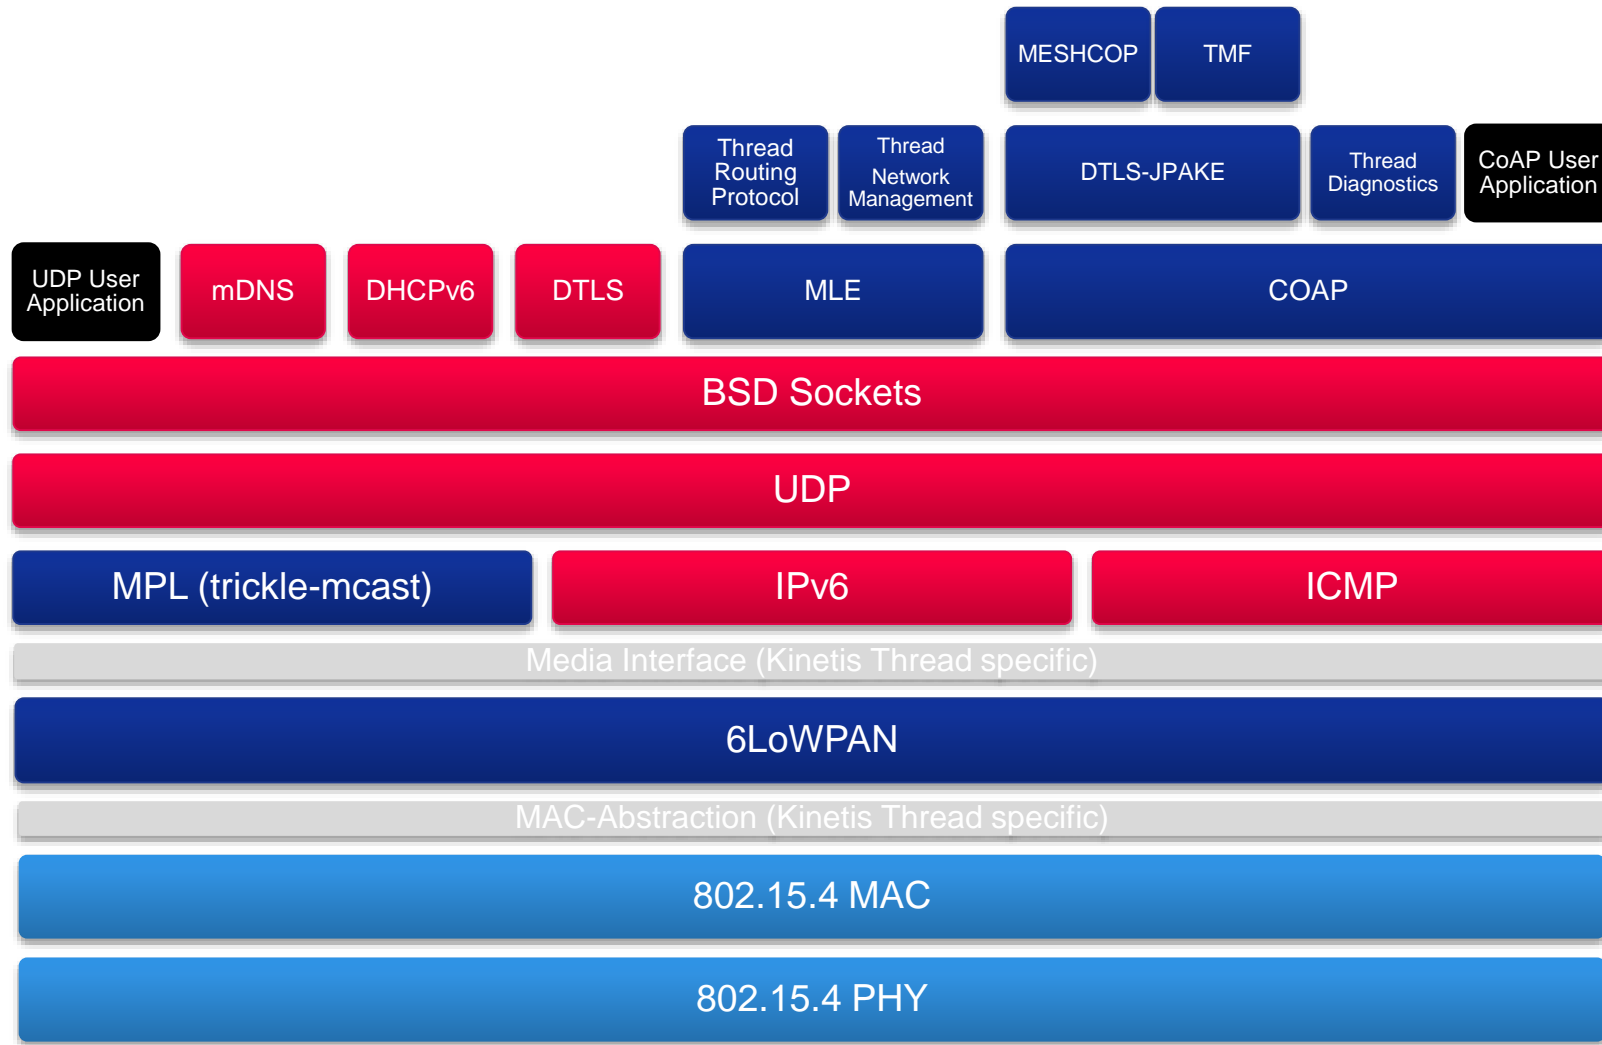 MESHCOP
TMF
Thread
Routing
Protocol
Thread
Network
Management
DTLS-JPAKE
Thread
Diagnostics
CoAP User
Application
UDP User
Application
mDNS
DHCPv6
DTLS
MLE
COAP
BSD Sockets
UDP
MPL (trickle-mcast)
IPv6
ICMP
Media Interface (Kinetis Thread specific)
6LoWPAN
MAC-Abstraction (Kinetis Thread specific)
802.15.4 MAC
802.15.4 PHY